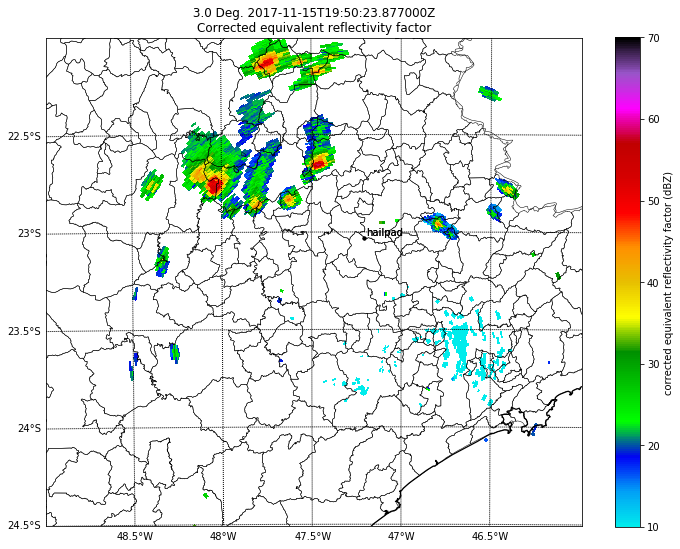 3.0 Deg. 2017-11-15T19:50:23.877000Z
Corrected equivalent reflectivity factor
70
60
50
40
30
20
10
corrected equivalent reflectivity factor (dBZ)
22.5°S
23°S
23.5°S
24°S
24.5°S
hailpad
48.5°W
48°W
47.5°W
47°W
46.5°W